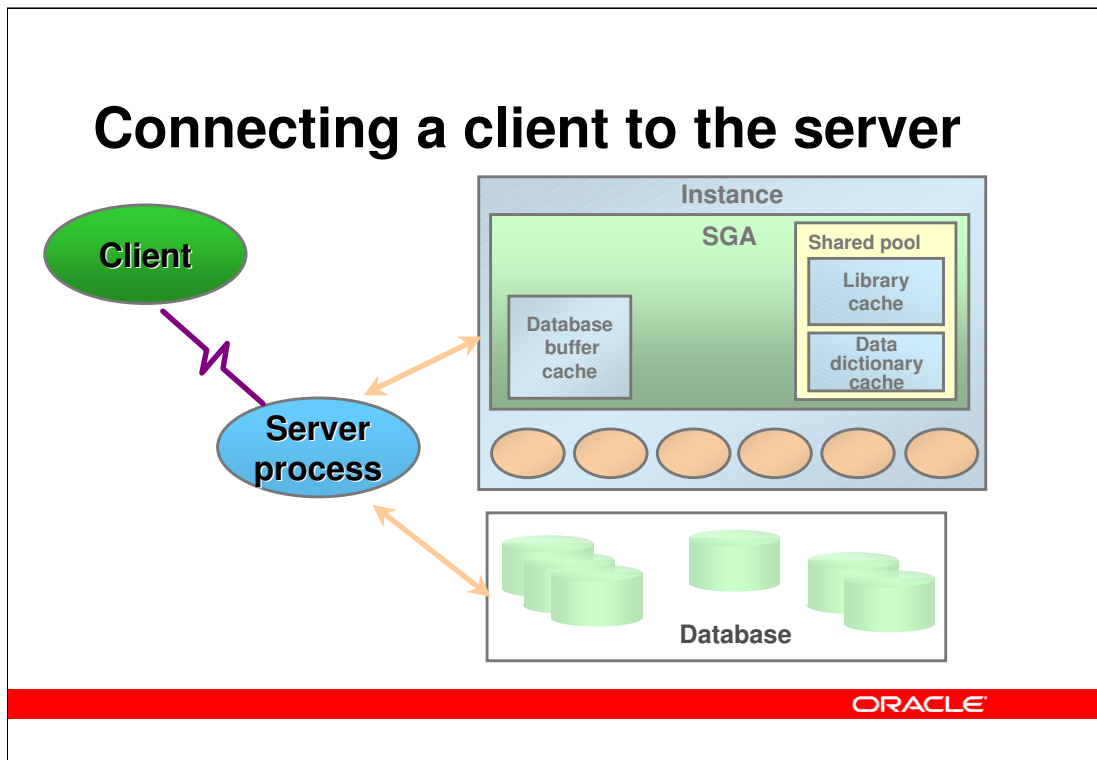 Connecting a client to the server
Client
Server
process
Instance
SGA
Shared pool
Library
cache
Data
dictionary
cache
Database
buffer
cache
Database
ORACLE